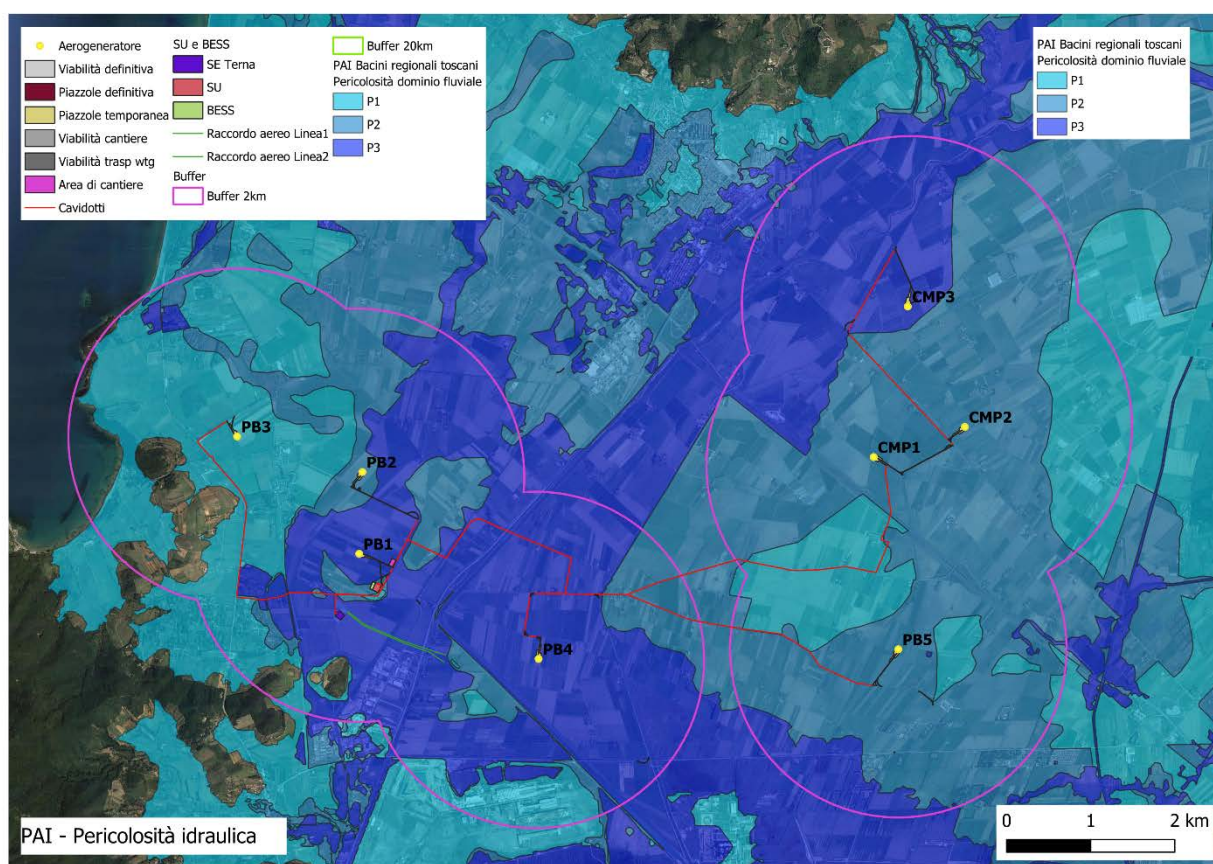 Aerogeneratore
Viabilità definitiva
Piazzole definitiva
Piazzole temporanea
Viabilità cantiere
Viabilità trasp wtg
Area di cantiere
Cavidotti
SU e BESS
SE Terna
SU
BESS
Raccordo aereo Linea1
Raccordo aereo Linea2
Buffer
Buffer 2km
Buffer 20km
PAI Bacini regionali toscani
Pericolosità dominio fluviale
P1
P2
P3
PAI Bacini regionali toscani
Pericolosità dominio fluviale
P1
P2
P3
CMP3
CMP2
PB3
CMP1
PB2
PB1
PB4
PB5
PAI - Pericolosità idraulica
0 1 2 km